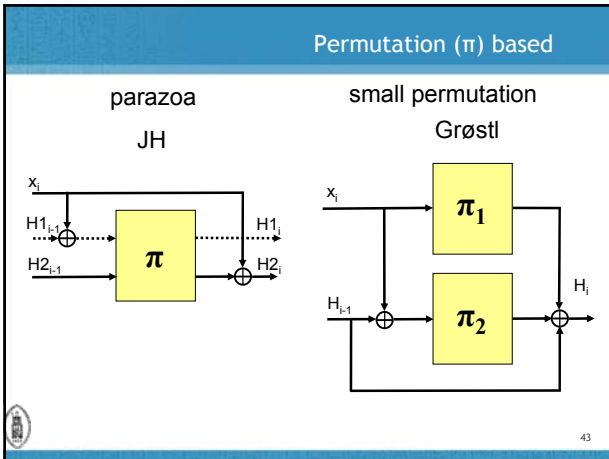 Permutation (π) based
parazoa
JH
small permutation
Grøstl
xᵢ
H1ᵢ₋₁
H1ᵢ
π
H2ᵢ₋₁
H2ᵢ
xᵢ
π₁
Hᵢ₋₁
π₂
Hᵢ
43